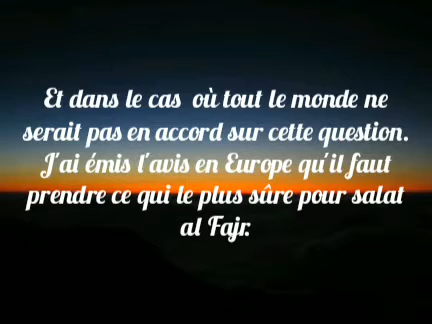 Et dans le cas où tout le monde ne
serait pas en accord sur cette question.
J'ai émis l'avis en Europe qu'il faut
prendre ce qui le plus sûre pour salat
al Fajr.